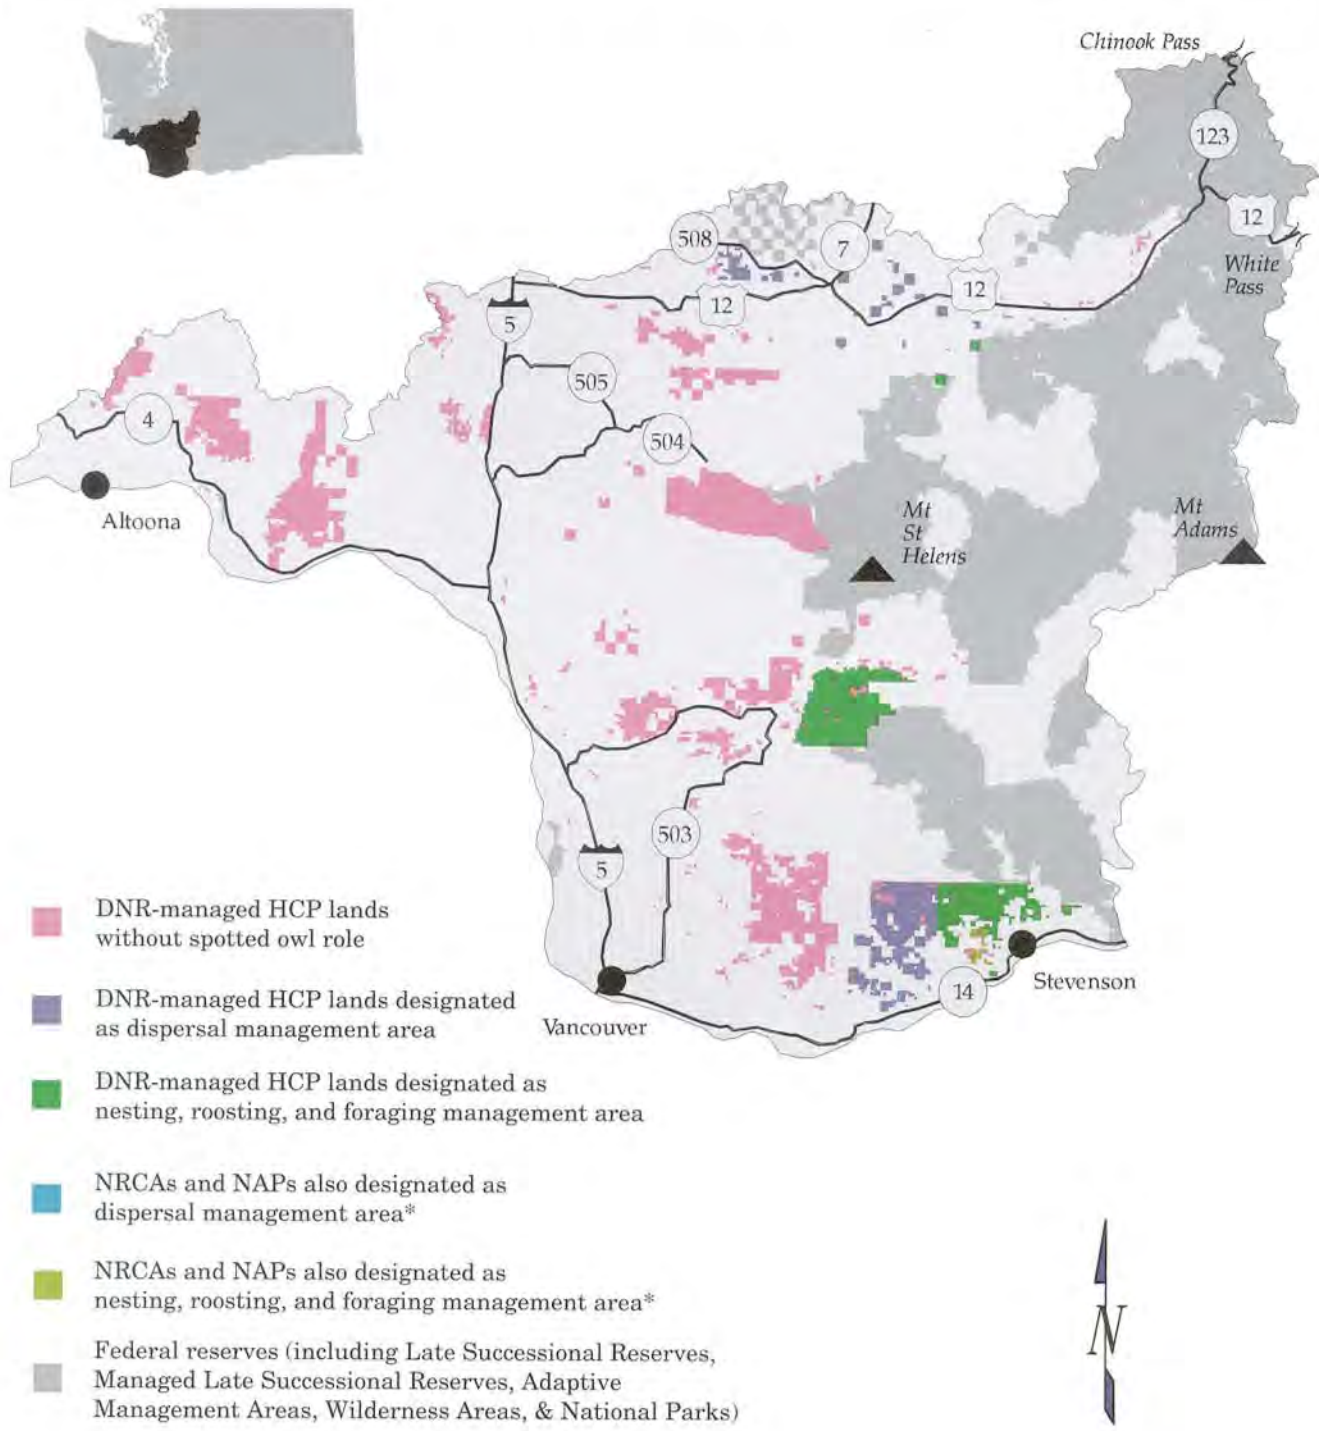 Chinook Pass
123
12
White
Pass
508
7
12
12
5
505
4
504
Altoona
Mt
St
Helens
Mt
Adams
503
5
Stevenson
14
Vancouver
DNR-managed HCP lands
without spotted owl role
DNR-managed HCP lands designated
as dispersal management area
DNR-managed HCP lands designated as
nesting, roosting, and foraging management area
NRCAs and NAPs also designated as
dispersal management area*
NRCAs and NAPs also designated as
nesting, roosting, and foraging management area*
Federal reserves (including Late Successional Reserves,
Managed Late Successional Reserves, Adaptive
Management Areas, Wilderness Areas, & National Parks)
N